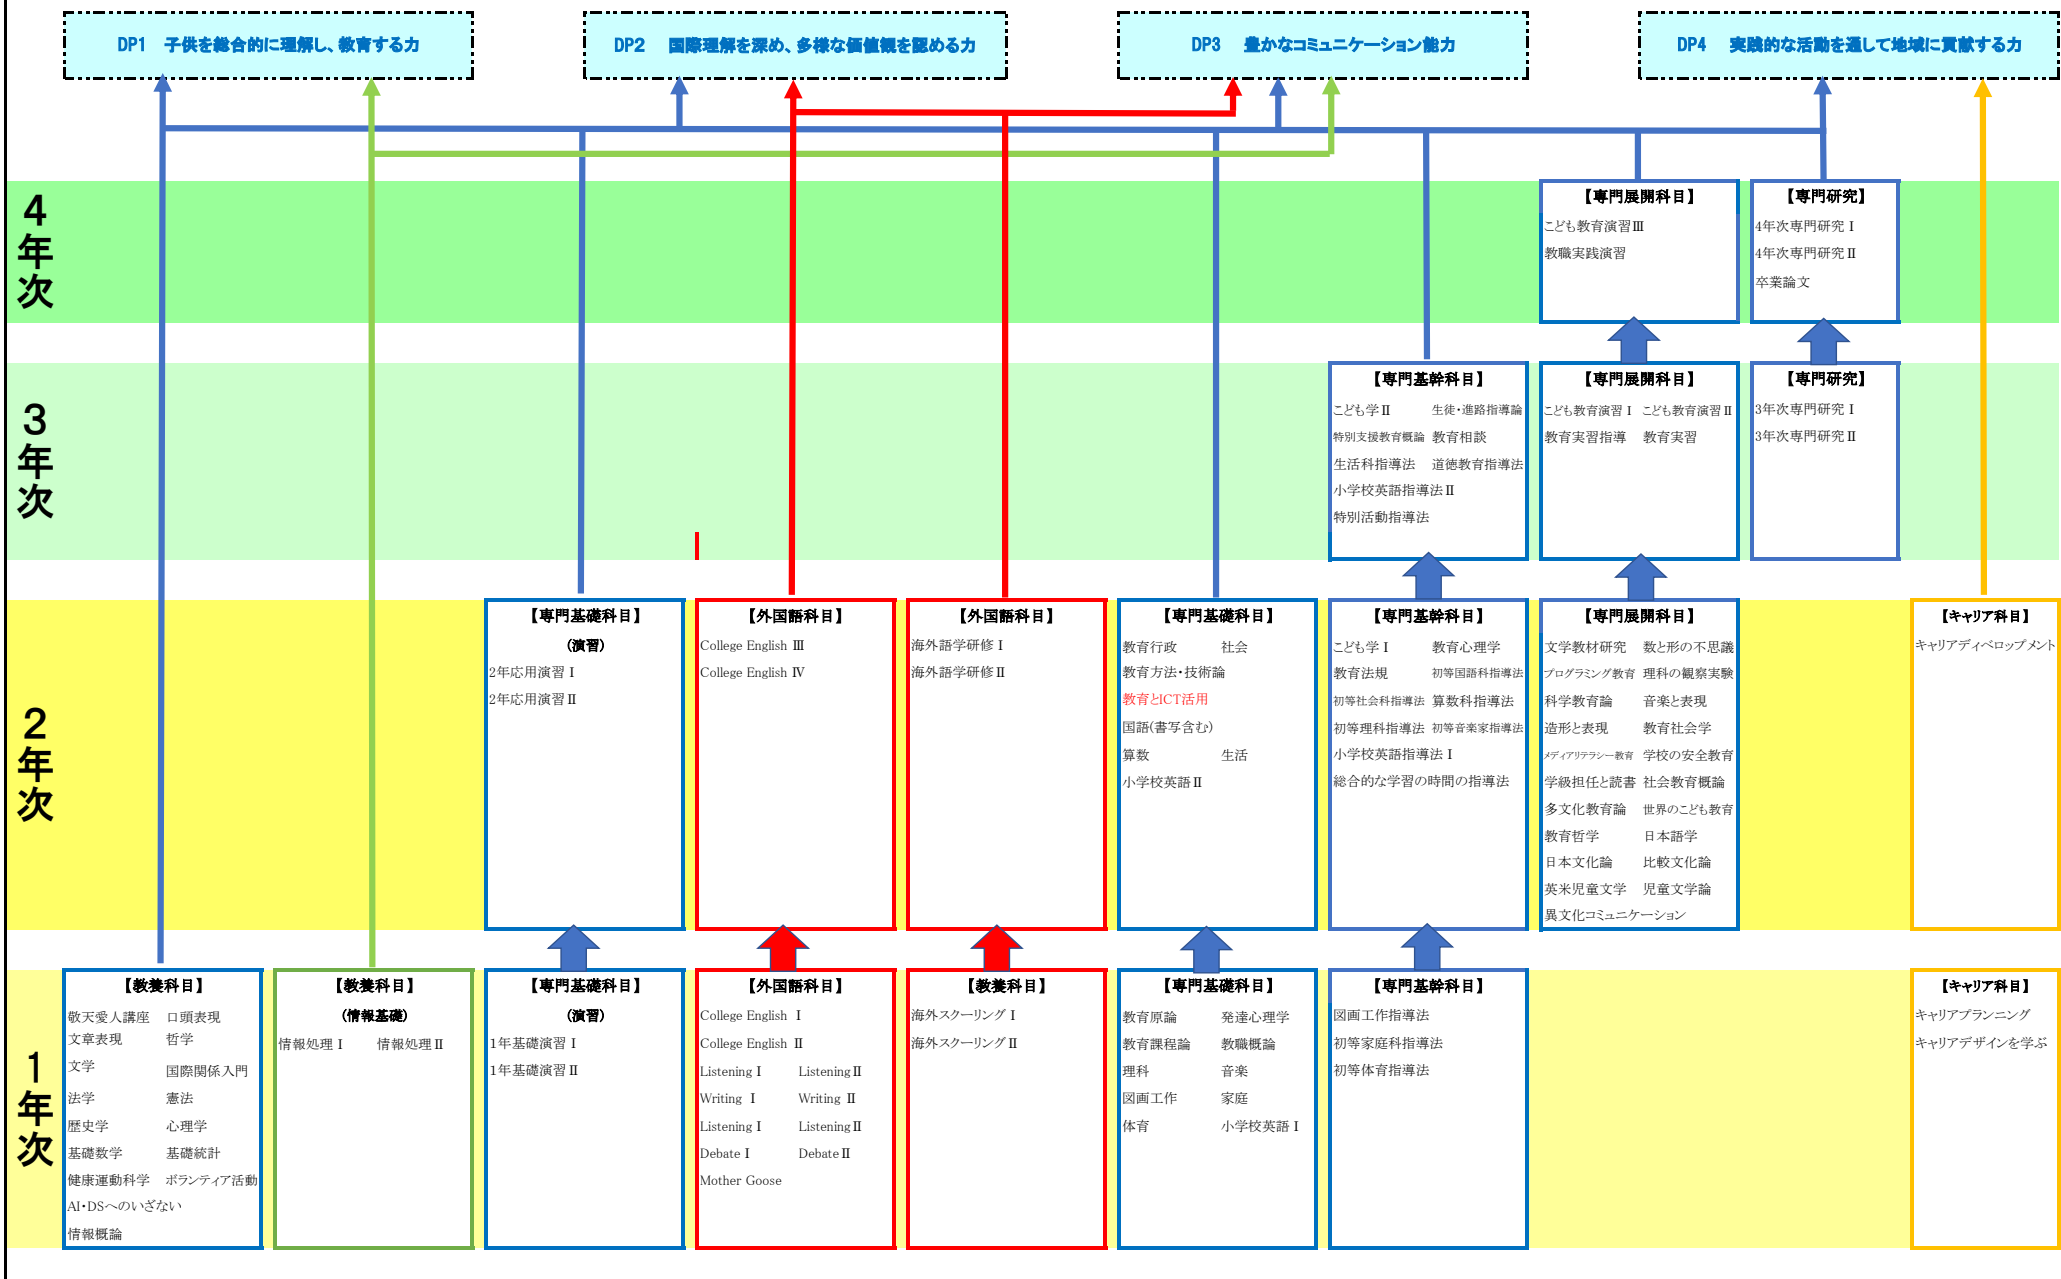 DP1 子供を総合的に理解し、教育する力
DP2 国際理解を深め、多様な価値観を認める力
DP3 豊かなコミュニケーション能力
DP4 実践的な活動を通して地域に貢献する力
4年次
【専門展開科目】
こども教育演習Ⅲ
教職実践演習
【専門研究】
4年次専門研究Ⅰ
4年次専門研究Ⅱ
卒業論文
3年次
【専門基幹科目】
こども学Ⅱ 生徒・進路指導論
特別支援教育概論 教育相談
生活科指導法 道徳教育指導法
小学校英語指導法Ⅱ
特別活動指導法
【専門展開科目】
こども教育演習Ⅰ こども教育演習Ⅱ
教育実習指導 教育実習
【専門研究】
3年次専門研究Ⅰ
3年次専門研究Ⅱ
2年次
【専門基礎科目】
(演習)
2年応用演習Ⅰ
2年応用演習Ⅱ
【外国語科目】
College English Ⅲ
College English Ⅳ
【外国語科目】
海外語学研修Ⅰ
海外語学研修Ⅱ
【専門基礎科目】
教育行政 社会
教育方法・技術論
教育とICT活用
国語(書写含む)
算数 生活
小学校英語Ⅱ
【専門基幹科目】
こども学Ⅰ 教育心理学
教育法規 初等国語科指導法
初等社会科指導法 算数科指導法
初等理科指導法 初等音楽家指導法
小学校英語指導法Ⅰ
総合的な学習の時間の指導法
【専門展開科目】
文学教材研究 数と形の不思議
プログラミング教育 理科の観察実験
科学教育論 音楽と表現
造形と表現 教育社会学
メディアリテラシー教育 学校の安全教育
学級担任と読書 社会教育概論
多文化教育論 世界のこども教育
教育哲学 日本語学
日本文化論 比較文化論
英米児童文学 児童文学論
異文化コミュニケーション
【キャリア科目】
キャリアディベロップメント
1年次
【教養科目】
敬天愛人講座 口頭表現
文章表現 哲学
文学 国際関係入門
法学 憲法
歴史学 心理学
基礎数学 基礎統計
健康運動科学 ボランティア活動
AI・DSへのいざない
情報概論
【教養科目】
(情報基礎)
情報処理Ⅰ 情報処理Ⅱ
【専門基礎科目】
(演習)
1年基礎演習Ⅰ
1年基礎演習Ⅱ
【外国語科目】
College English Ⅰ
College English Ⅱ
Listening Ⅰ Listening Ⅱ
Writing Ⅰ Writing Ⅱ
Listening Ⅰ Listening Ⅱ
Debate Ⅰ Debate Ⅱ
Mother Goose
【教養科目】
海外スクーリングⅠ
海外スクーリングⅡ
【専門基礎科目】
教育原論 発達心理学
教育課程論 教職概論
理科 音楽
図画工作 家庭
体育 小学校英語Ⅰ
【専門基幹科目】
図画工作指導法
初等家庭科指導法
初等体育指導法
【キャリア科目】
キャリアプランニング
キャリアデザインを学ぶ